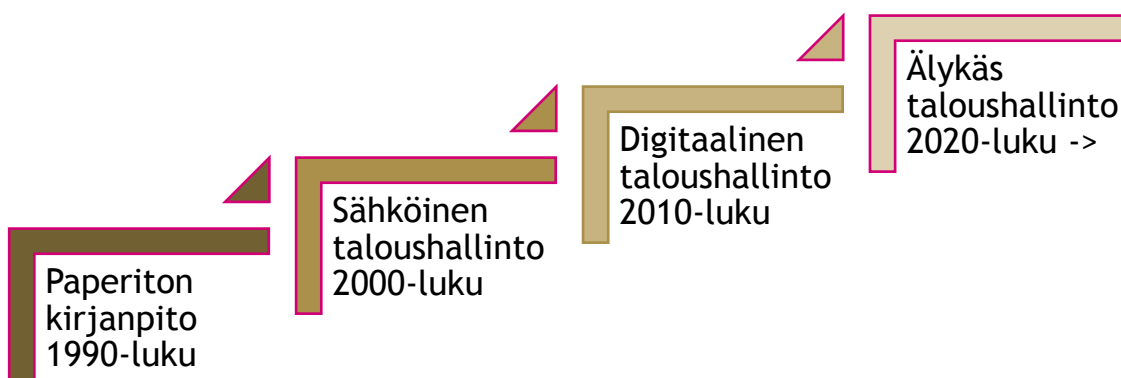 Paperiton
kirjanpito
1990-luku
Sähköinen
taloushallinto
2000-luku
Digitaalinen
taloushallinto
2010-luku
Älykäs
taloushallinto
2020-luku ->